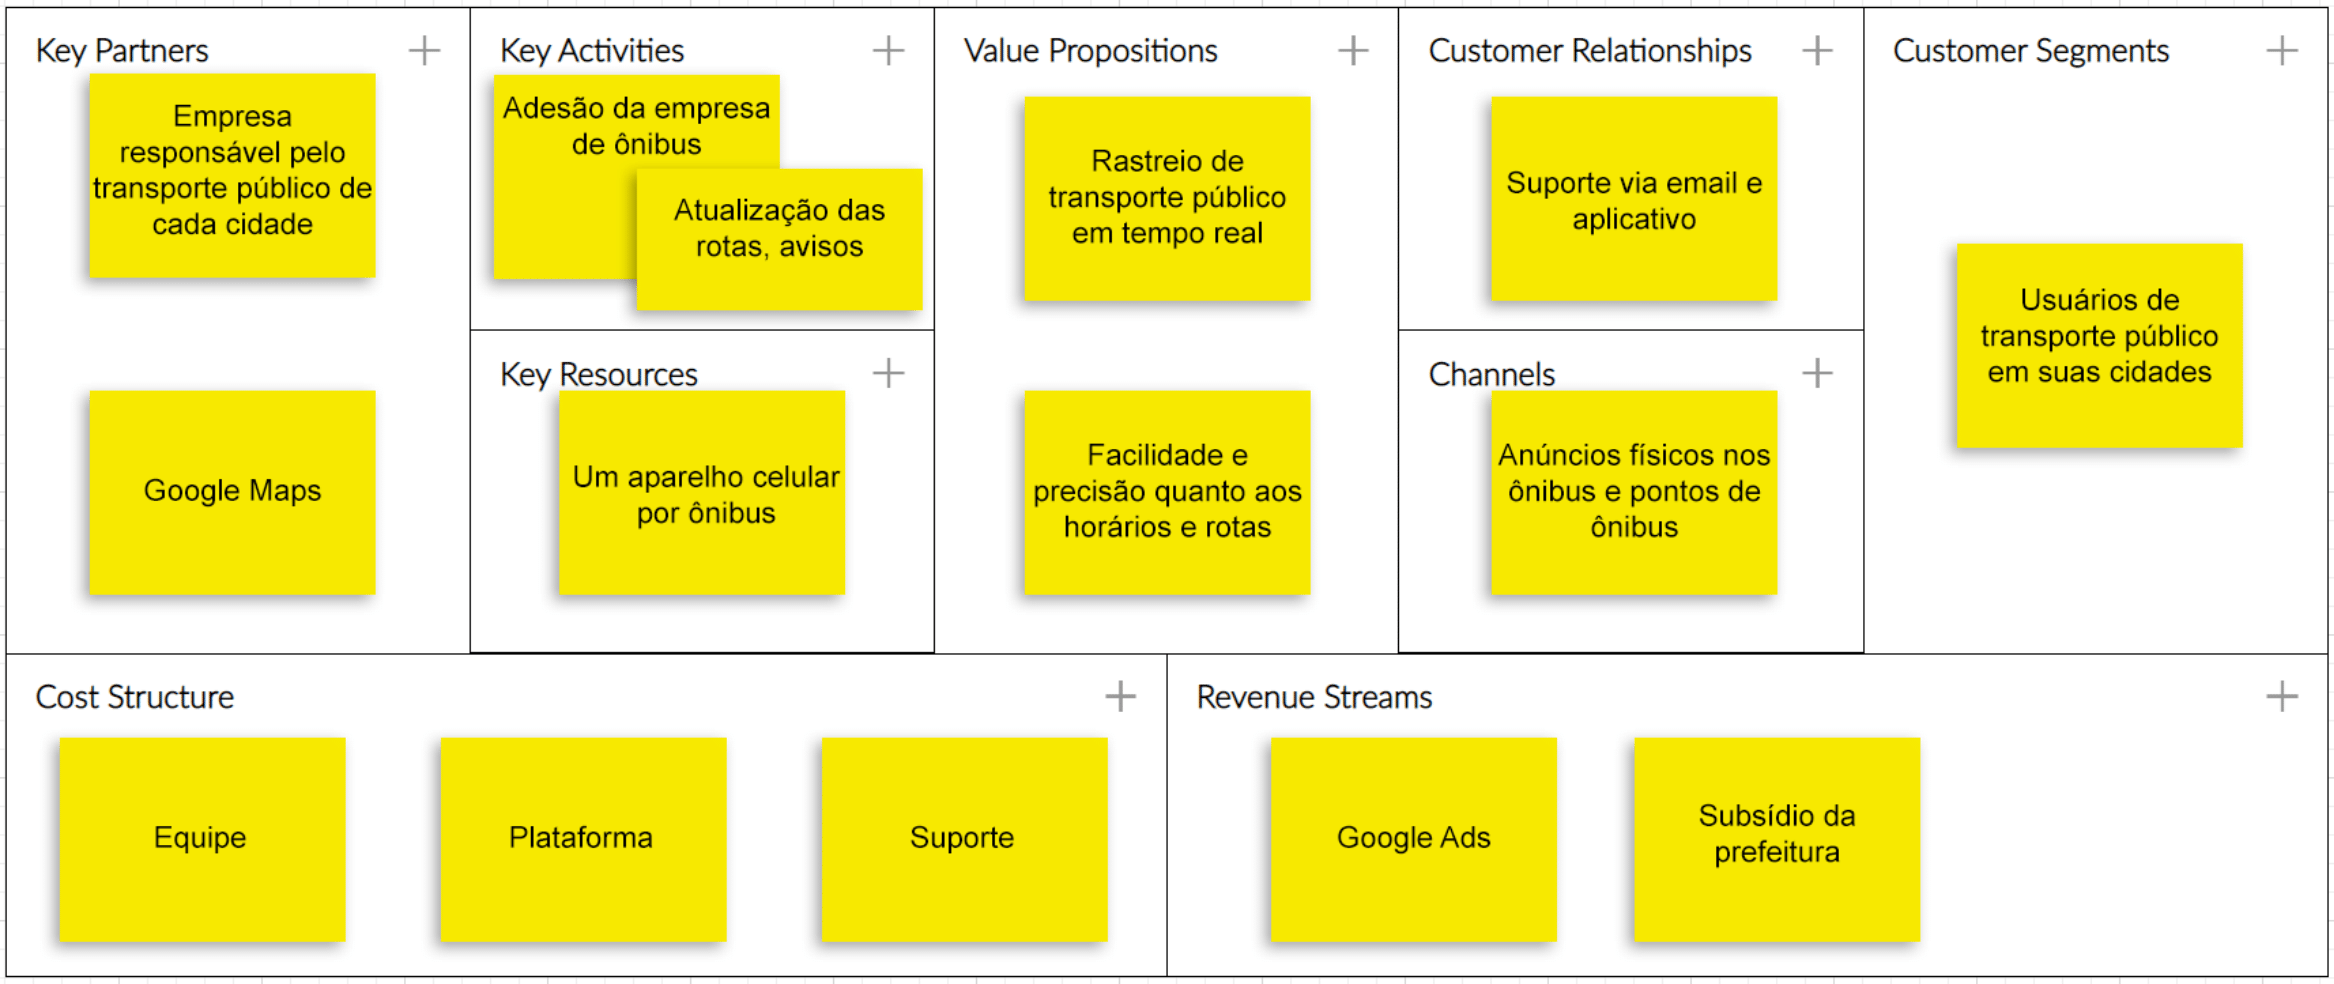 Key Partners
Empresa
responsável pelo
transporte público de
cada cidade
Google Maps
Key Activities
Adesão da empresa
de ônibus
Atualização das
rotas, avisos
Key Resources
Um aparelho celular
por ônibus
Value Propositions
Rastreio de
transporte público
em tempo real
Facilidade e
precisão quanto aos
horários e rotas
Customer Relationships
Suporte via email e
aplicativo
Channels
Anúncios físicos nos
ônibus e pontos de
ônibus
Customer Segments
Usuários de
transporte público
em suas cidades
Cost Structure
Equipe
Plataforma
Suporte
Revenue Streams
Google Ads
Subsídio da
prefeitura